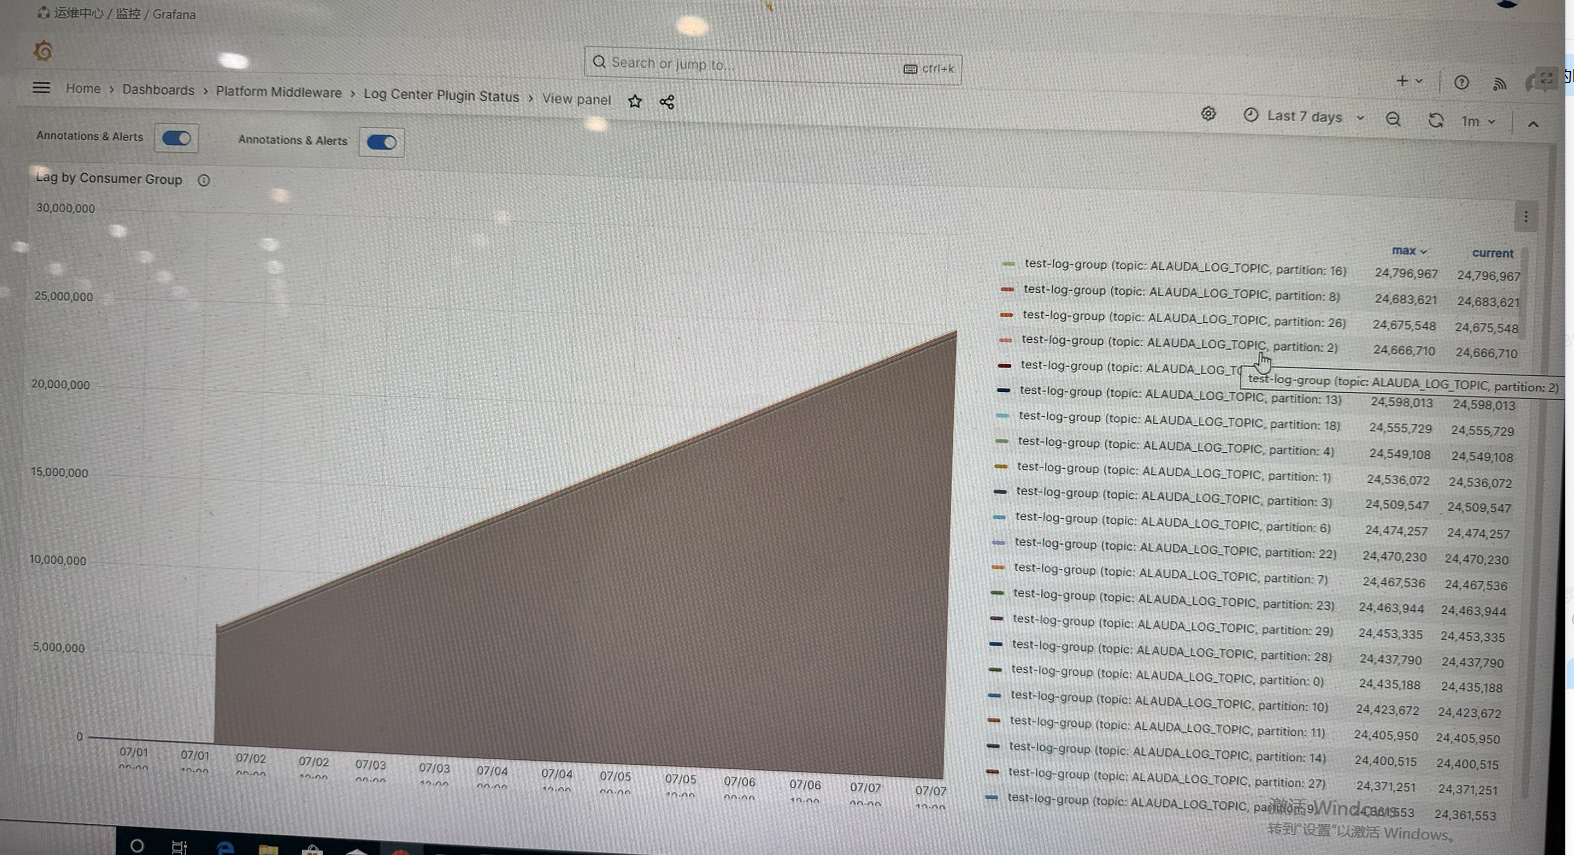 运维中心 / 监控 / Grafana
Search or jump to...
ctrl+k
Home > Dashboards > Platform Middleware > Log Center Plugin Status > View panel
Last 7 days
1m
Annotations & Alerts
Annotations & Alerts
Lag by Consumer Group
30,000,000
25,000,000
20,000,000
15,000,000
10,000,000
5,000,000
0
07/01
07/01
07/02
07/02
07/03
07/03
07/04
07/04
07/05
07/05
07/06
07/06
07/07
07/07
max current
test-log-group (topic: ALAUDA_LOG_TOPIC, partition: 16) 24,796,967 24,796,967
test-log-group (topic: ALAUDA_LOG_TOPIC, partition: 8) 24,683,621 24,683,621
test-log-group (topic: ALAUDA_LOG_TOPIC, partition: 26) 24,675,548 24,675,548
test-log-group (topic: ALAUDA_LOG_TOPIC, partition: 2) 24,666,710 24,666,710
test-log-group (topic: ALAUDA_LOG_TO
test-log-group (topic: ALAUDA_LOG_TOPIC, partition: 2)
test-log-group (topic: ALAUDA_LOG_TOPIC, partition: 13) 24,598,013 24,598,013
test-log-group (topic: ALAUDA_LOG_TOPIC, partition: 18) 24,555,729 24,555,729
test-log-group (topic: ALAUDA_LOG_TOPIC, partition: 4) 24,549,108 24,549,108
test-log-group (topic: ALAUDA_LOG_TOPIC, partition: 1) 24,536,072 24,536,072
test-log-group (topic: ALAUDA_LOG_TOPIC, partition: 3) 24,509,547 24,509,547
test-log-group (topic: ALAUDA_LOG_TOPIC, partition: 6) 24,474,257 24,474,257
test-log-group (topic: ALAUDA_LOG_TOPIC, partition: 22) 24,470,230 24,470,230
test-log-group (topic: ALAUDA_LOG_TOPIC, partition: 7) 24,467,536 24,467,536
test-log-group (topic: ALAUDA_LOG_TOPIC, partition: 23) 24,463,944 24,463,944
test-log-group (topic: ALAUDA_LOG_TOPIC, partition: 29) 24,453,335 24,453,335
test-log-group (topic: ALAUDA_LOG_TOPIC, partition: 28) 24,437,790 24,437,790
test-log-group (topic: ALAUDA_LOG_TOPIC, partition: 0) 24,435,188 24,435,188
test-log-group (topic: ALAUDA_LOG_TOPIC, partition: 10) 24,423,672 24,423,672
test-log-group (topic: ALAUDA_LOG_TOPIC, partition: 11) 24,405,950 24,405,950
test-log-group (topic: ALAUDA_LOG_TOPIC, partition: 14) 24,400,515 24,400,515
test-log-group (topic: ALAUDA_LOG_TOPIC, partition: 27) 24,371,251 24,371,251
test-log-group (topic: ALAUDA_LOG_TOPIC, partition: 9) 24,361,553 24,361,553
激活 Windows
转到"设置"以激活 Windows。